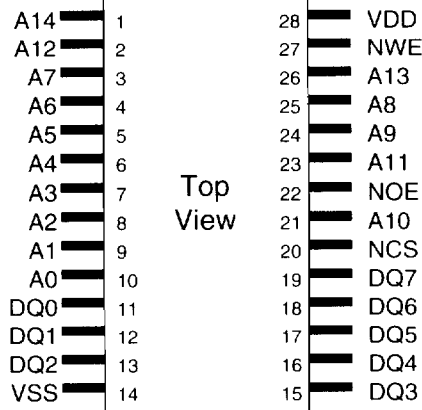 A14 1 28 VDD
A12 2 27 NWE
A7 3 26 A13
A6 4 25 A8
A5 5 24 A9
A4 6 23 A11
A3 7 Top 22 NOE
A2 8 View 21 A10
A1 9 20 NCS
A0 10 19 DQ7
DQ0 11 18 DQ6
DQ1 12 17 DQ5
DQ2 13 16 DQ4
VSS 14 15 DQ3